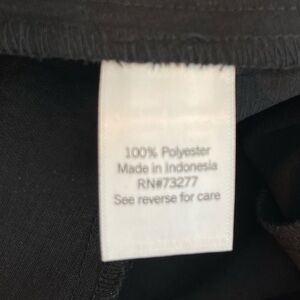 100% Polyester
Made in Indonesia
RN#73277
See reverse for care